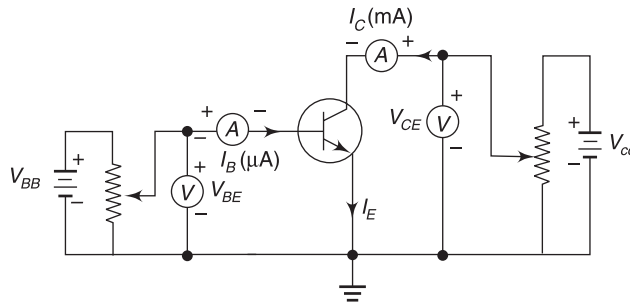 I_C (mA)
− A +
V_CE
+
V
−
+ A −
−
I_B (μA)
+
V
−
V_BE
V_BB
+
−
I_E
+
−
V_cc